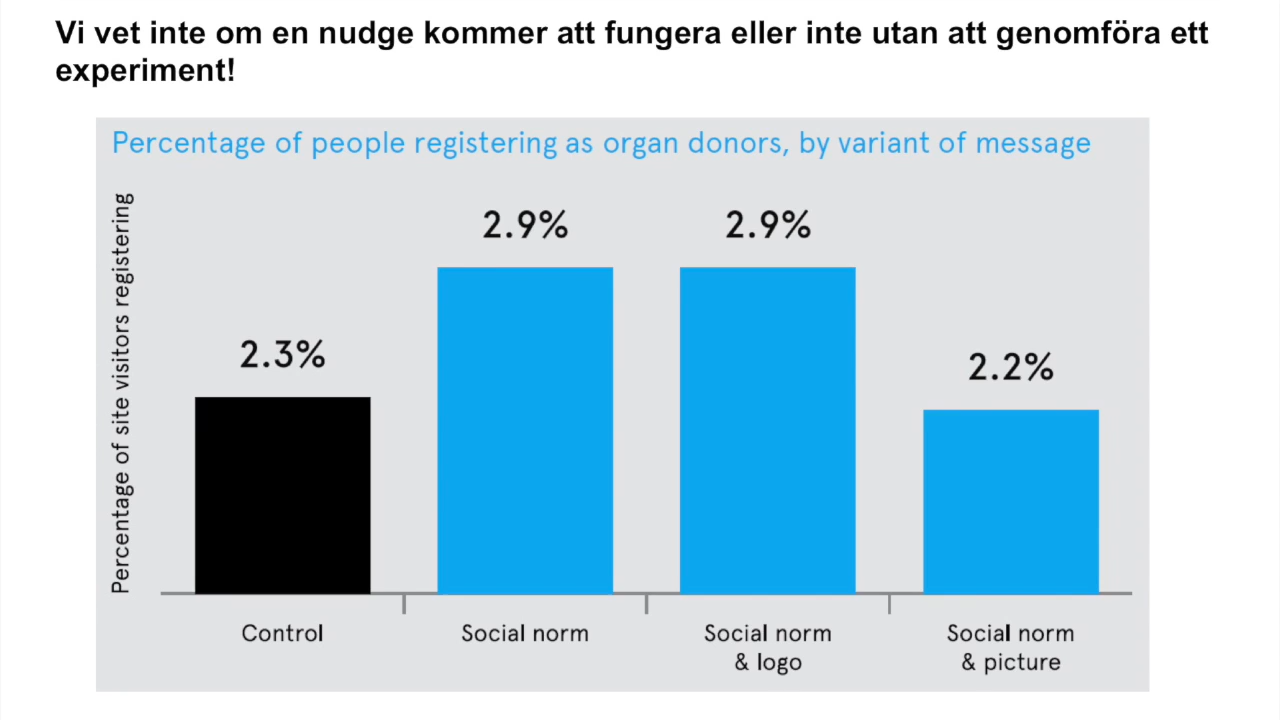 Vi vet inte om en nudge kommer att fungera eller inte utan att genomföra ett
experiment!
Percentage of people registering as organ donors, by variant of message
Percentage of site visitors registering
2.3%
2.9%
2.9%
2.2%
Control
Social norm
Social norm
& logo
Social norm
& picture